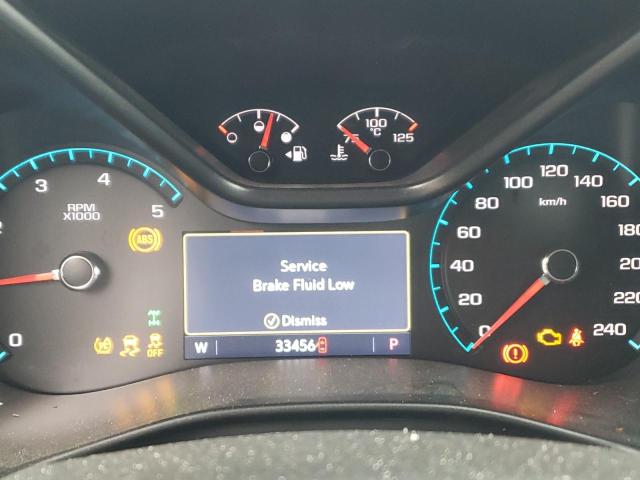 100
75 °C 125
3 4 5
RPM
X1000
0
ABS
OFF
Service
Brake Fluid Low
Dismiss
W 33456 P
0 20 40 60 80 100 120 140 160 180
220 240
km/h